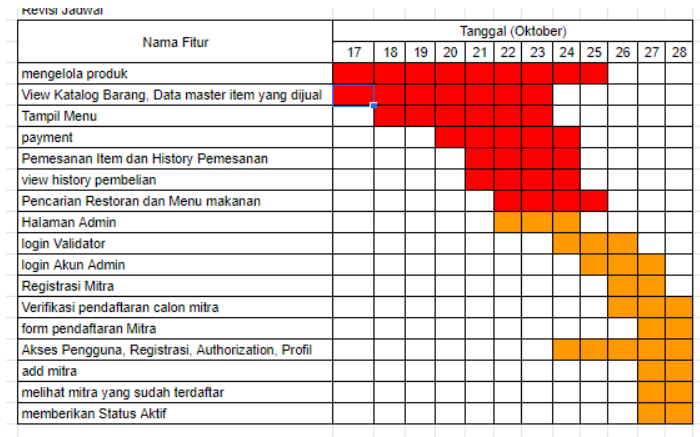 Revisi Jadwal
Nama Fitur
Tanggal (Oktober)
17 18 19 20 21 22 23 24 25 26 27 28
mengelola produk
View Katalog Barang, Data master item yang dijual
Tampil Menu
payment
Pemesanan Item dan History Pemesanan
view history pembelian
Pencarian Restoran dan Menu makanan
Halaman Admin
login Validator
login Akun Admin
Registrasi Mitra
Verifikasi pendaftaran calon mitra
form pendaftaran Mitra
Akses Pengguna, Registrasi, Authorization, Profil
add mitra
melihat mitra yang sudah terdaftar
memberikan Status Aktif